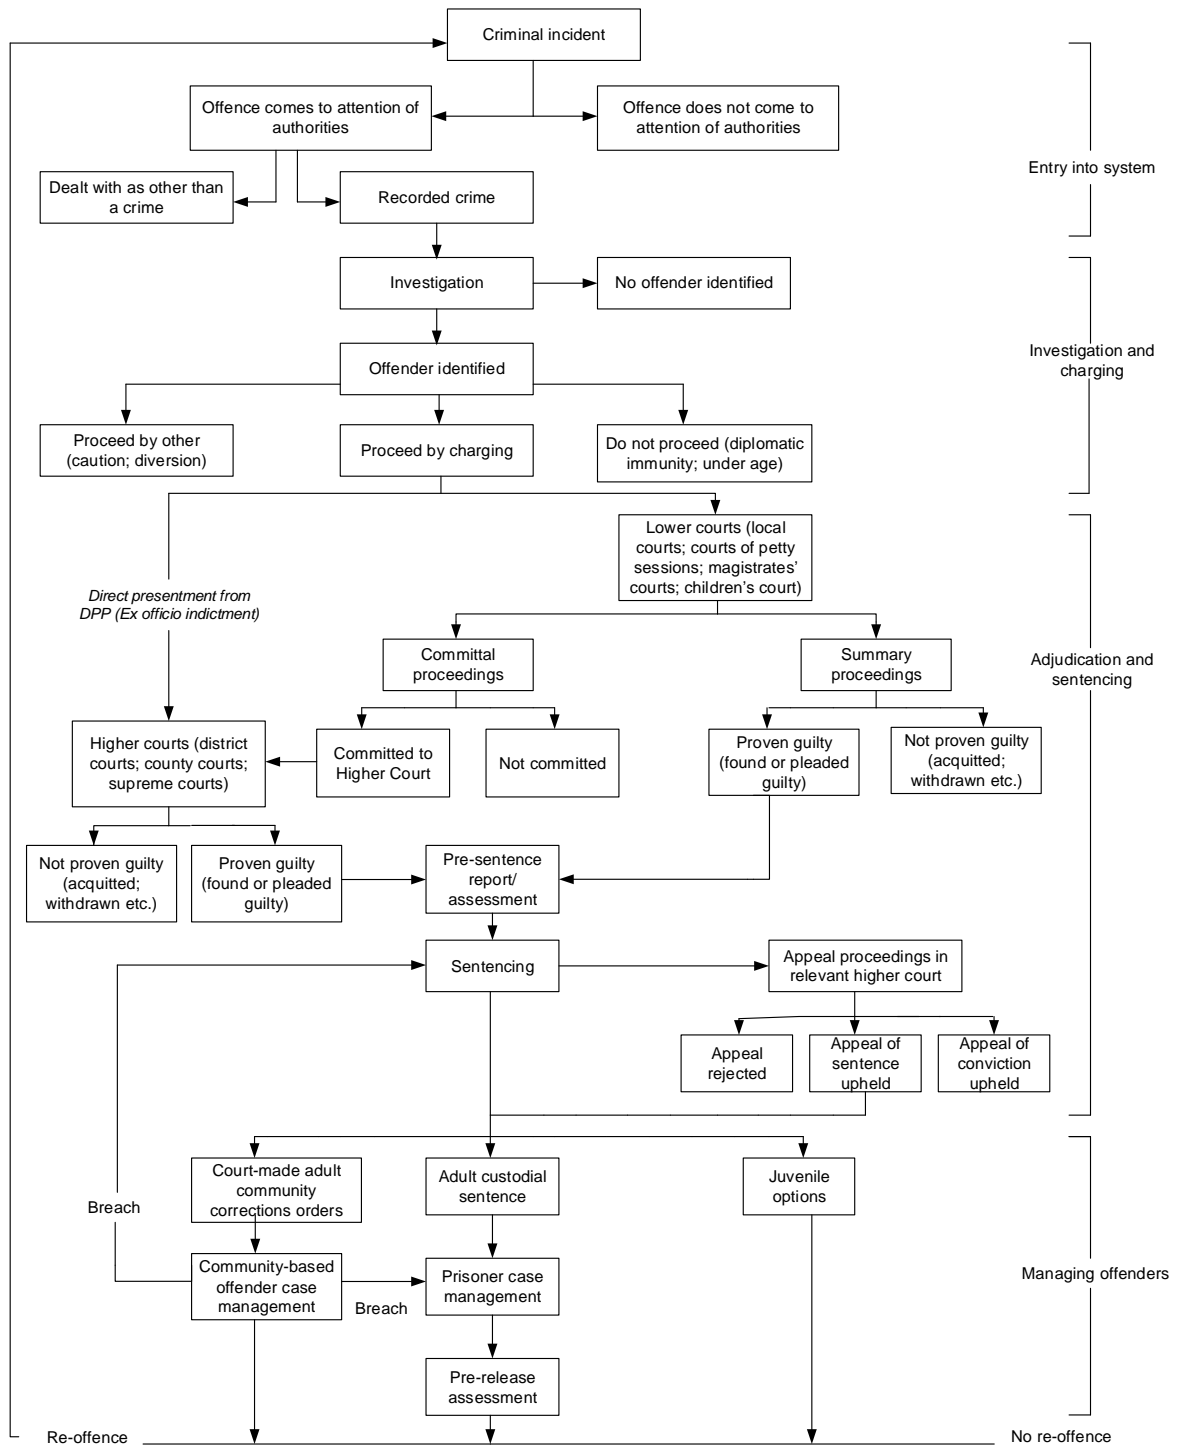 Criminal incident
Offence comes to attention of
authorities
Offence does not come to
attention of authorities
Entry into system
Dealt with as other than
a crime
Recorded crime
Investigation
No offender identified
Investigation and
charging
Offender identified
Proceed by other
(caution; diversion)
Proceed by charging
Do not proceed (diplomatic
immunity; under age)
Lower courts (local
courts; courts of petty
sessions; magistrates'
courts; children's court)
Direct presentment from
DPP (Ex officio indictment)
Committal
proceedings
Summary
proceedings
Adjudication and
sentencing
Higher courts (district
courts; county courts;
supreme courts)
Committed to
Higher Court
Not committed
Proven guilty
(found or pleaded
guilty)
Not proven guilty
(acquitted;
withdrawn etc.)
Not proven guilty
(acquitted;
withdrawn etc.)
Proven guilty
(found or pleaded
guilty)
Pre-sentence
report/
assessment
Sentencing
Appeal proceedings in
relevant higher court
Appeal
rejected
Appeal of
sentence
upheld
Appeal of
conviction
upheld
Court-made adult
community
corrections orders
Adult custodial
sentence
Juvenile
options
Breach
Community-based
offender case
management
Breach
Prisoner case
management
Managing offenders
Pre-release
assessment
Re-offence
No re-offence